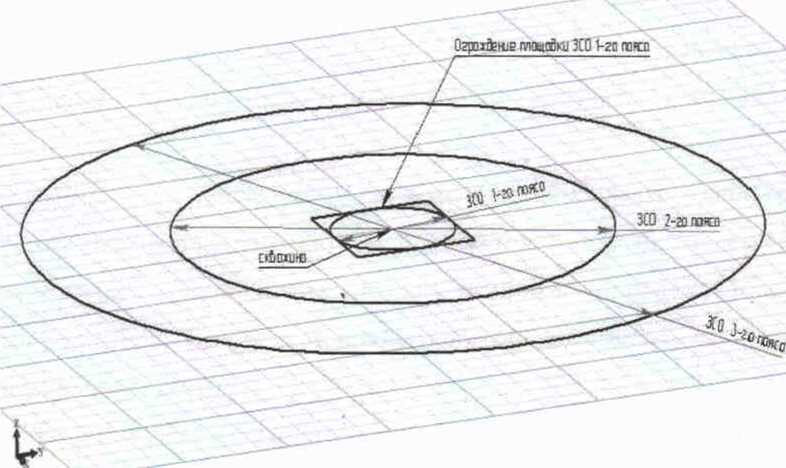 Ограждение площадки ЗСО 1-го пояса
ЗСО 1-го пояса
ЗСО 2-го пояса
скважина
ЗСО 3-го пояса